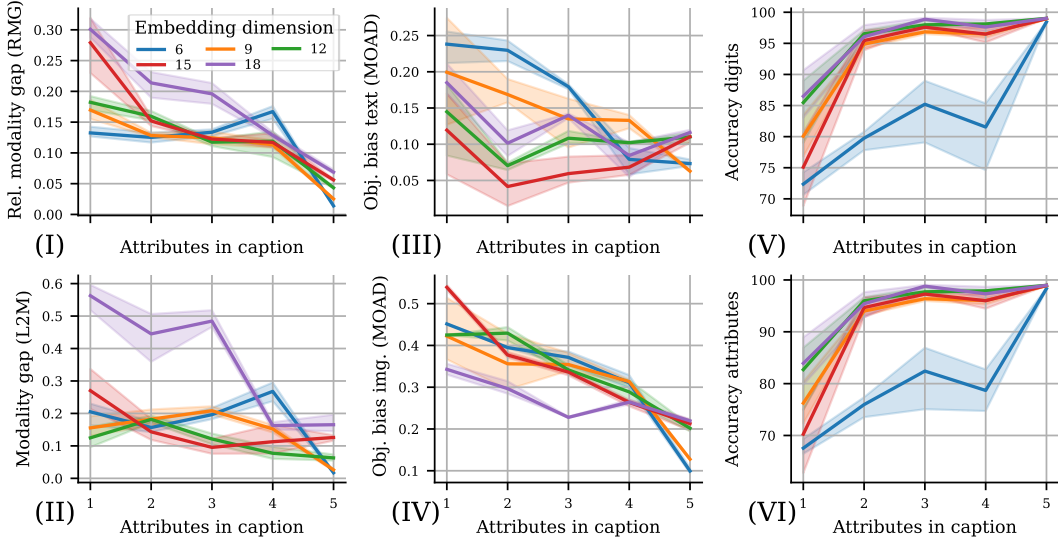 Rel. modality gap (RMG)
0.30
0.25
0.20
0.15
0.10
0.05
0.00
Embedding dimension
6 9 12
15 18
(I) Attributes in caption
Obj. bias text (MOAD)
0.25
0.20
0.15
0.10
0.05
(III) Attributes in caption
Accuracy digits
100
95
90
85
80
75
70
(V) Attributes in caption
Modality gap (L2M)
0.6
0.5
0.4
0.3
0.2
0.1
0.0
1 2 3 4 5
(II) Attributes in caption
Obj. bias img. (MOAD)
0.5
0.4
0.3
0.2
0.1
1 2 3 4 5
(IV) Attributes in caption
Accuracy attributes
100
90
80
70
1 2 3 4 5
(VI) Attributes in caption